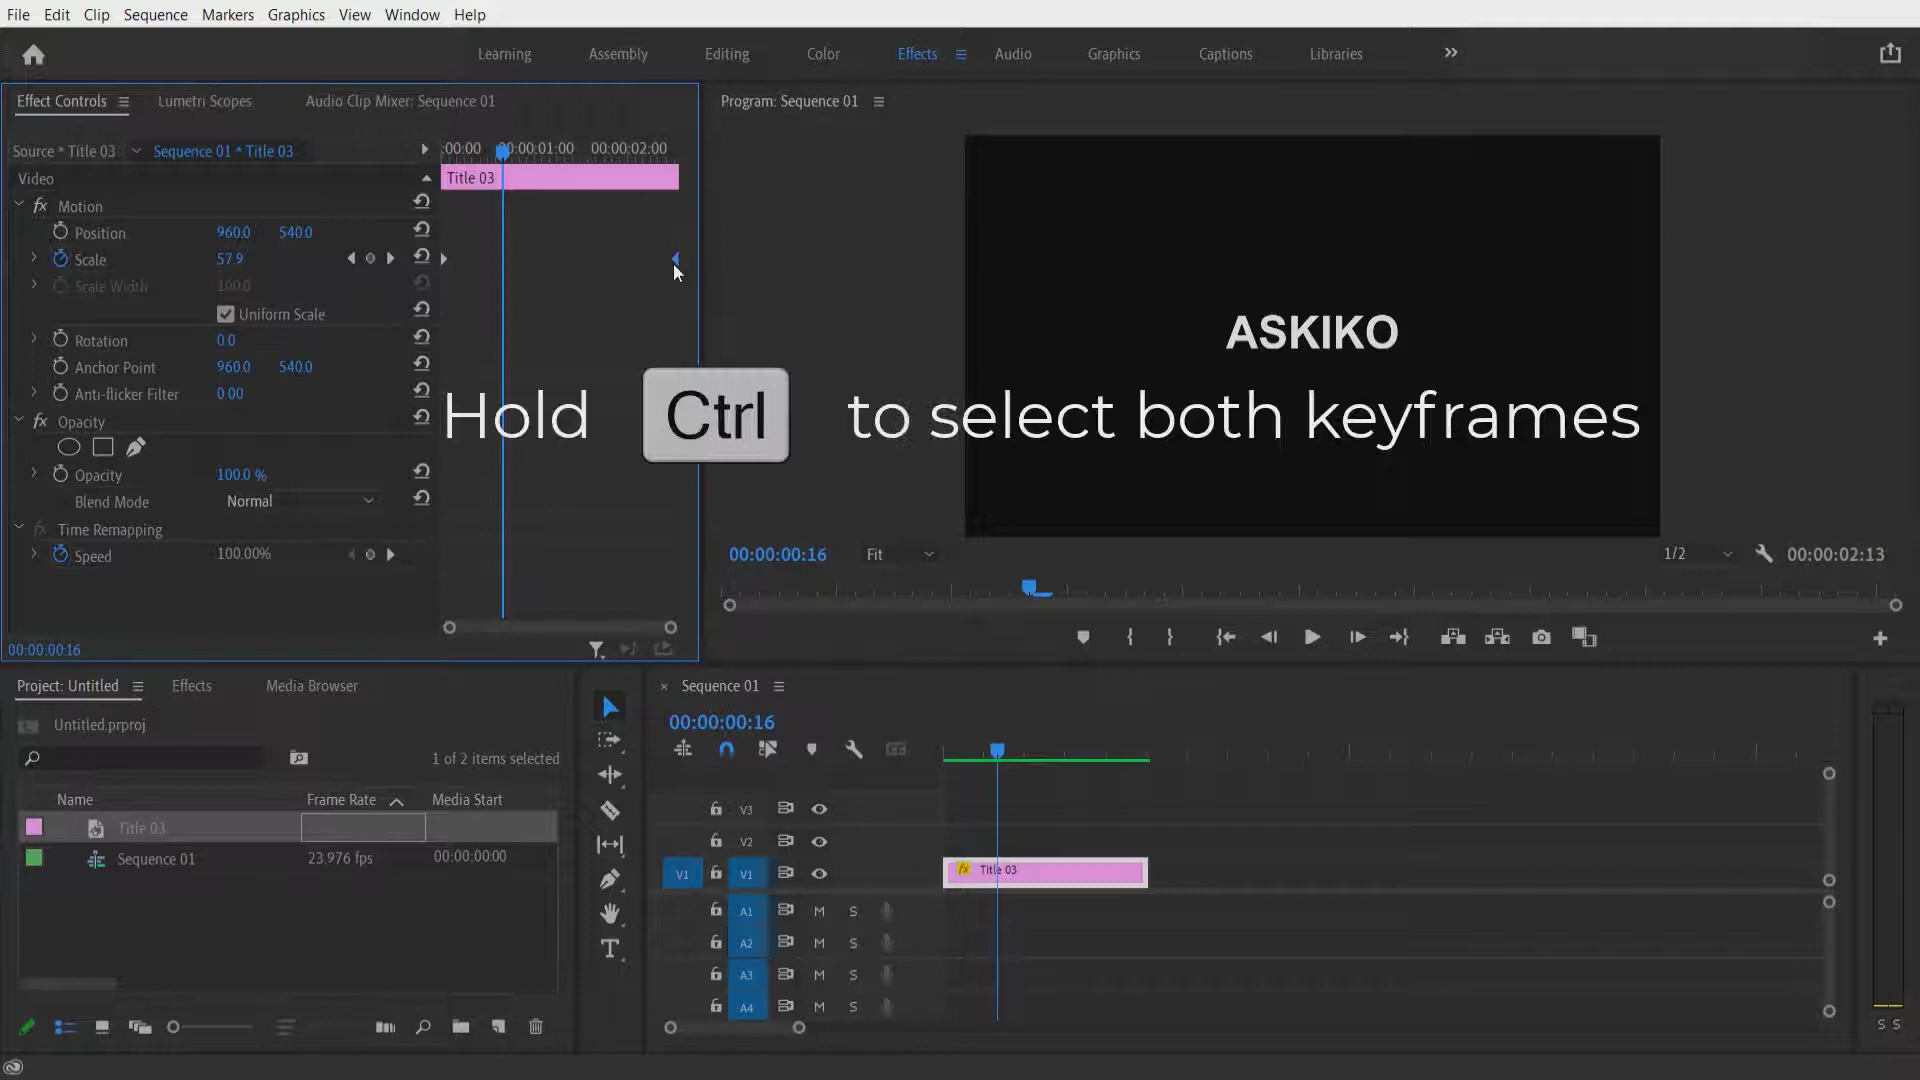 File Edit Clip Sequence Markers Graphics View Window Help
Learning Assembly Editing Color Effects Audio Graphics Captions Libraries
Effect Controls Lumetri Scopes Audio Clip Mixer: Sequence 01
Program: Sequence 01
Source * Title 03 Sequence 01 * Title 03
:00:00 00:00:01:00 00:00:02:00
Video
Title 03
fx Motion
Position 960.0 540.0
Scale 57.9
Scale Width 100.0
Uniform Scale
Rotation 0.0
Anchor Point 960.0 540.0
Anti-flicker Filter 0.00
fx Opacity
Opacity 100.0 %
Blend Mode Normal
fx Time Remapping
Speed 100.00%
00:00:00:16
ASKIKO
Hold Ctrl to select both keyframes
00:00:00:16 Fit 1/2 00:00:02:13
Project: Untitled Effects Media Browser
Untitled.prproj
1 of 2 items selected
Name Frame Rate Media Start
Title 03
Sequence 01 23.976 fps 00:00:00:00
× Sequence 01
00:00:00:16
V3
V2
V1 V1
fx Title 03
A1 M S
A2 M S
A3 M S
A4 M S
S S